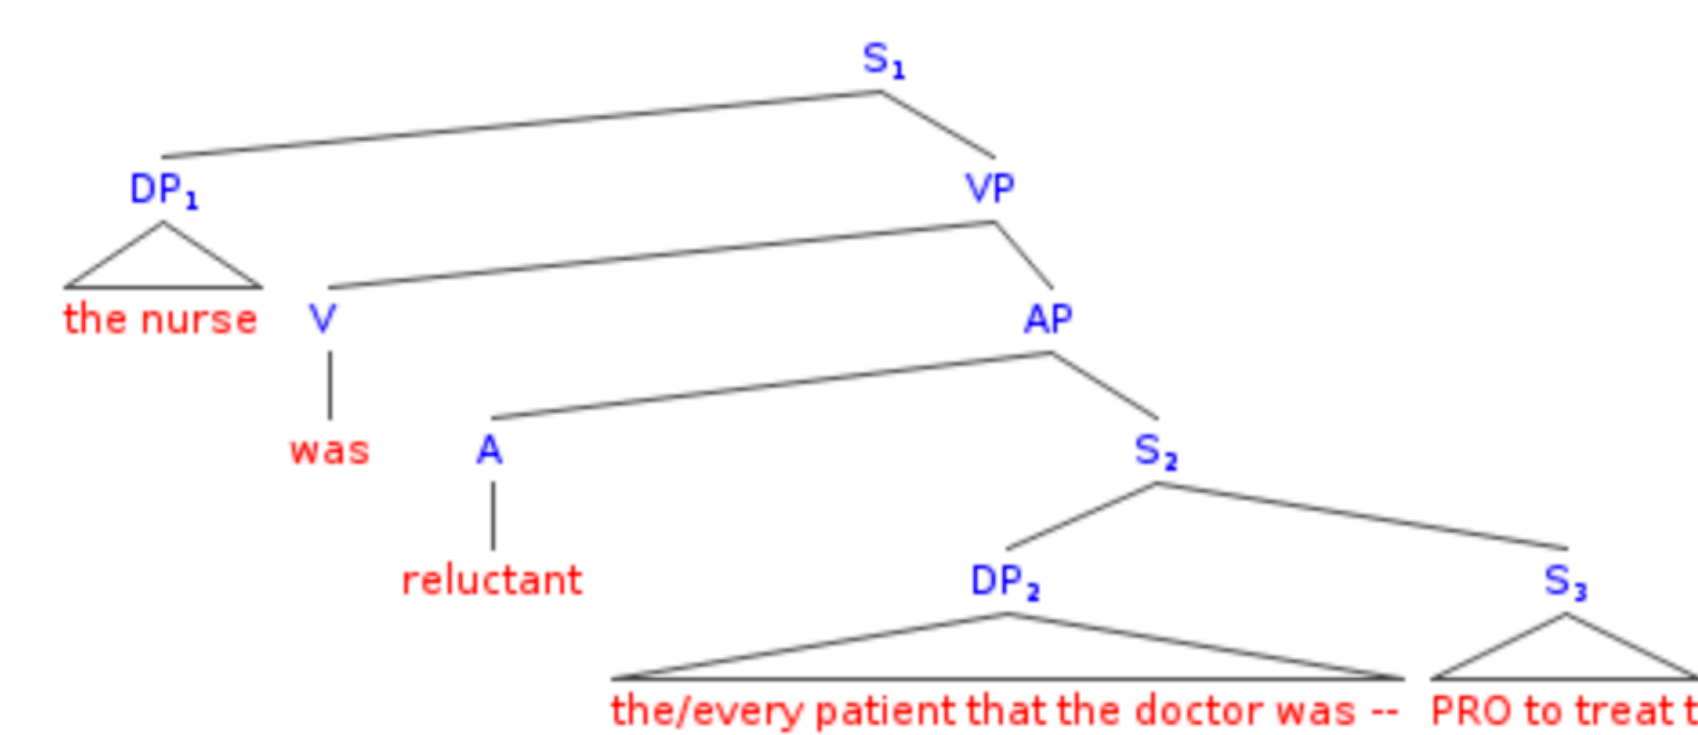 S₁
DP₁ VP
the nurse V AP
was A S₂
reluctant DP₂ S₃
the/every patient that the doctor was -- PRO to treat t